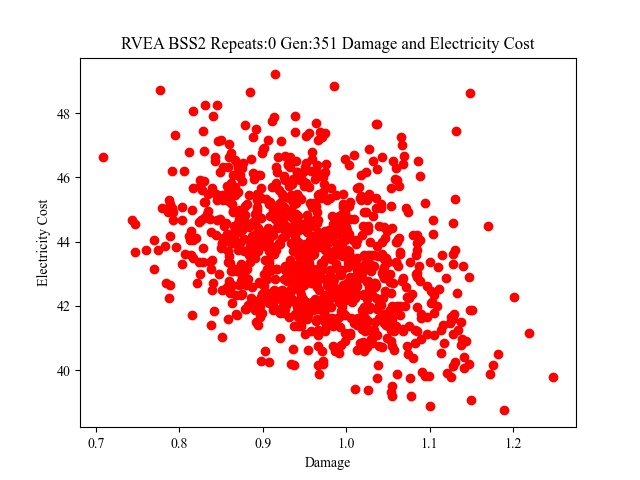 RVEA BSS2 Repeats:0 Gen:351 Damage and Electricity Cost
Electricity Cost
48
46
44
42
40
0.7 0.8 0.9 1.0 1.1 1.2
Damage